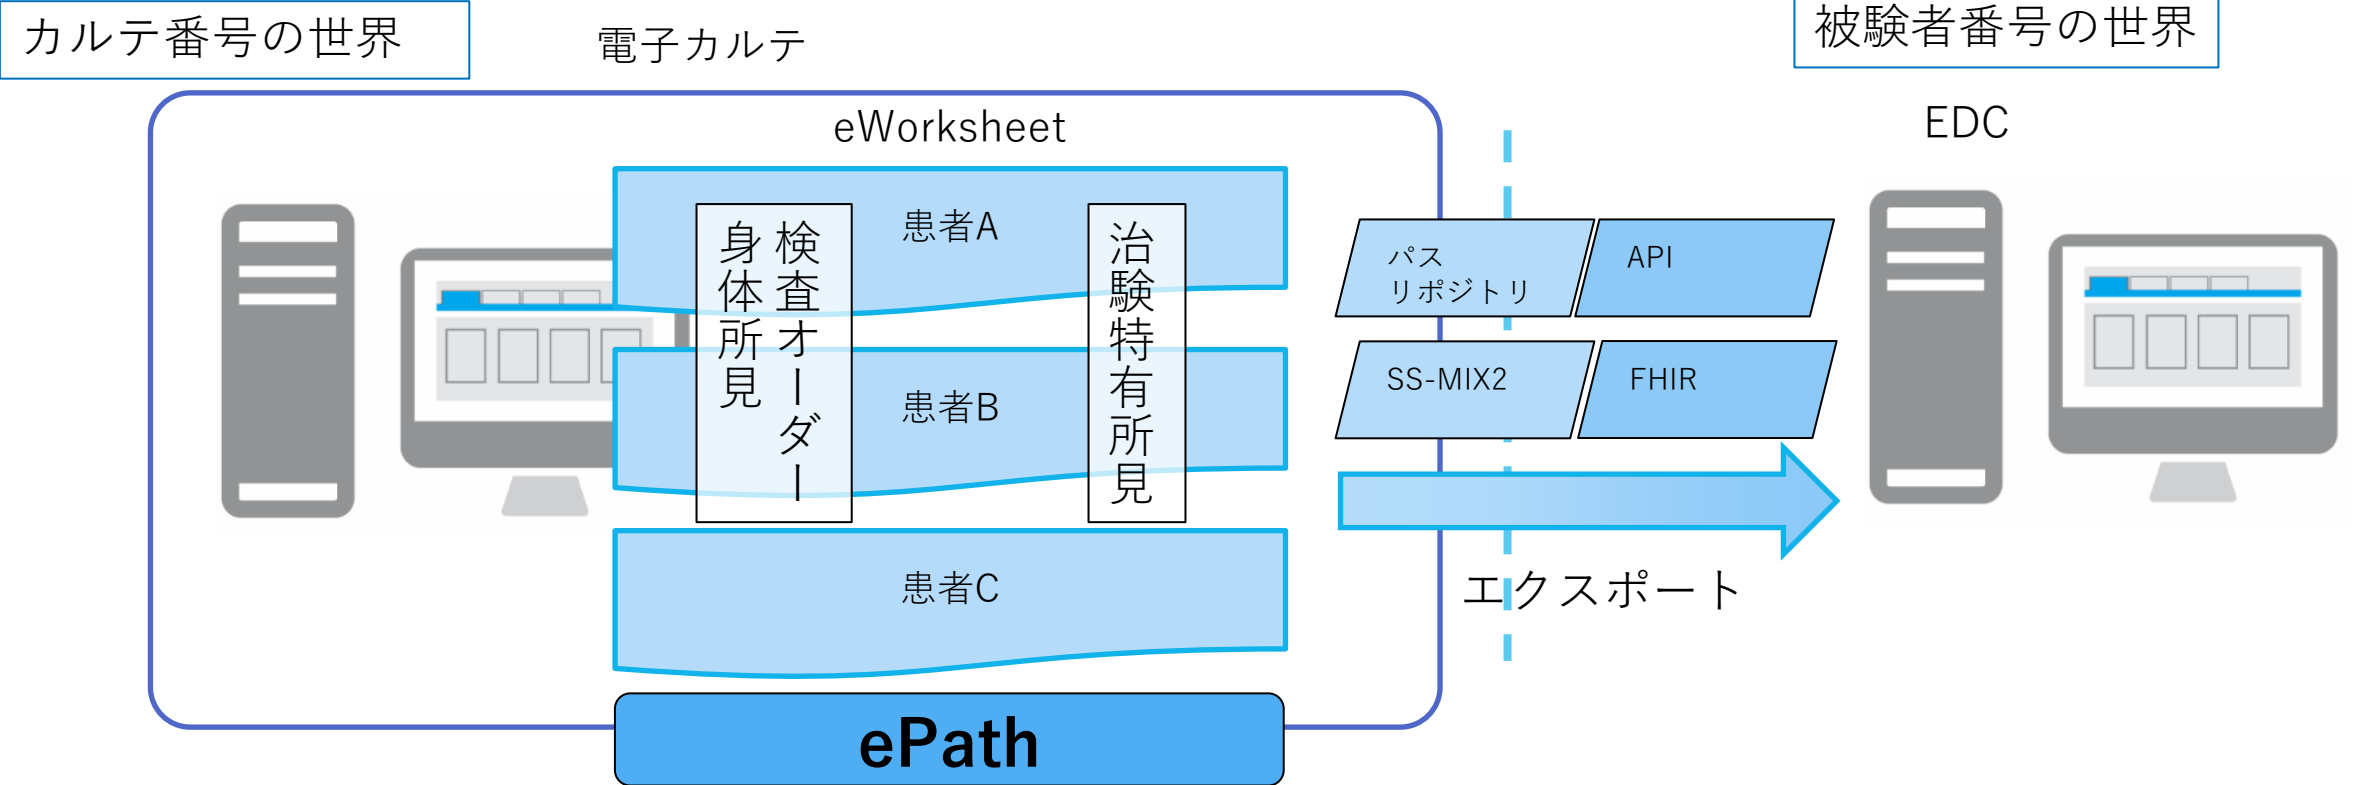 カルテ番号の世界
電子カルテ
被験者番号の世界
eWorksheet
EDC
患者A
検査オーダー
身体所見
治験特有所見
患者B
患者C
パス
リポジトリ
API
SS-MIX2
FHIR
エクスポート
ePath